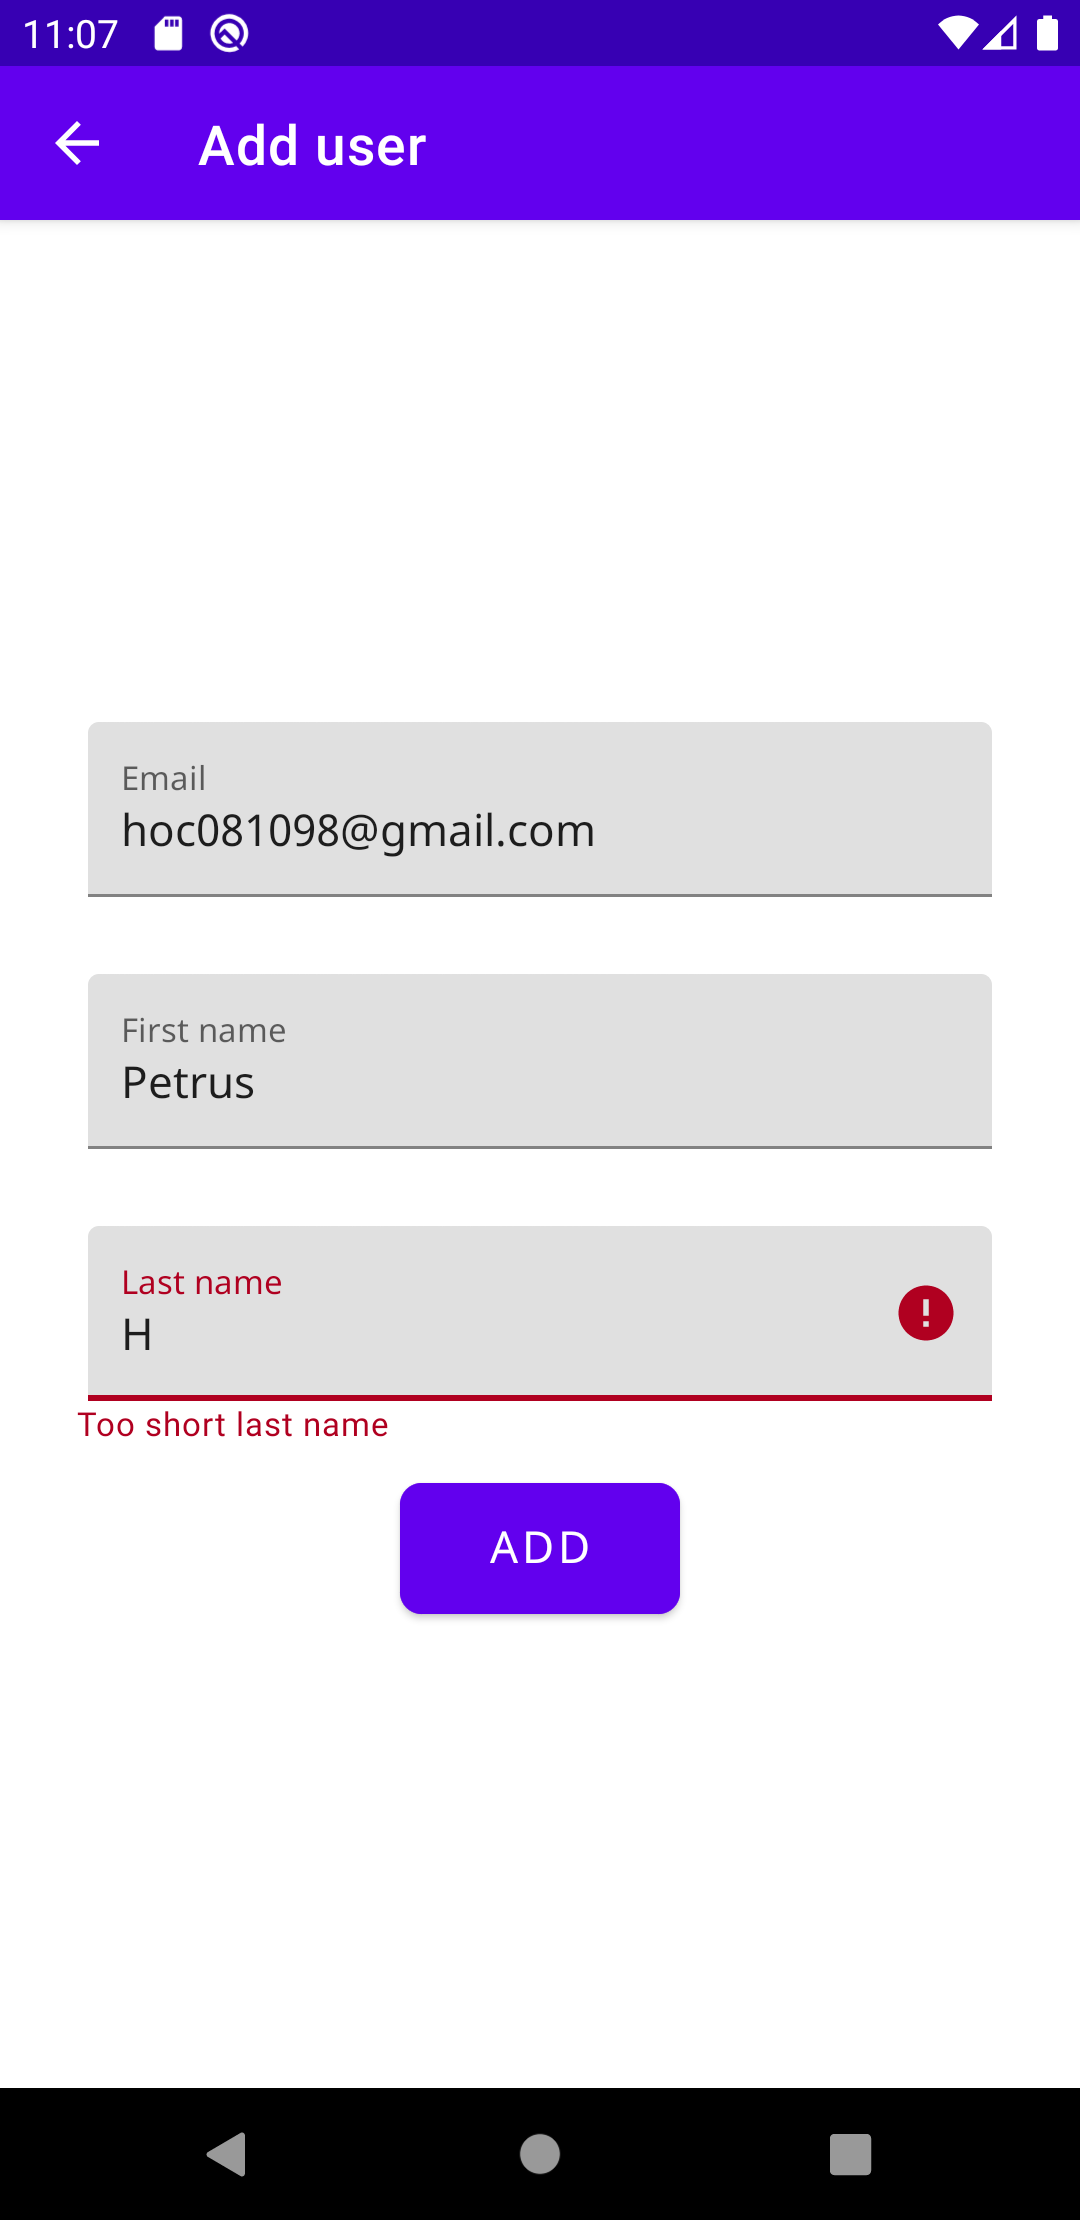 11:07
Add user
Email
hoc081098@gmail.com
First name
Petrus
Last name
H
Too short last name
ADD